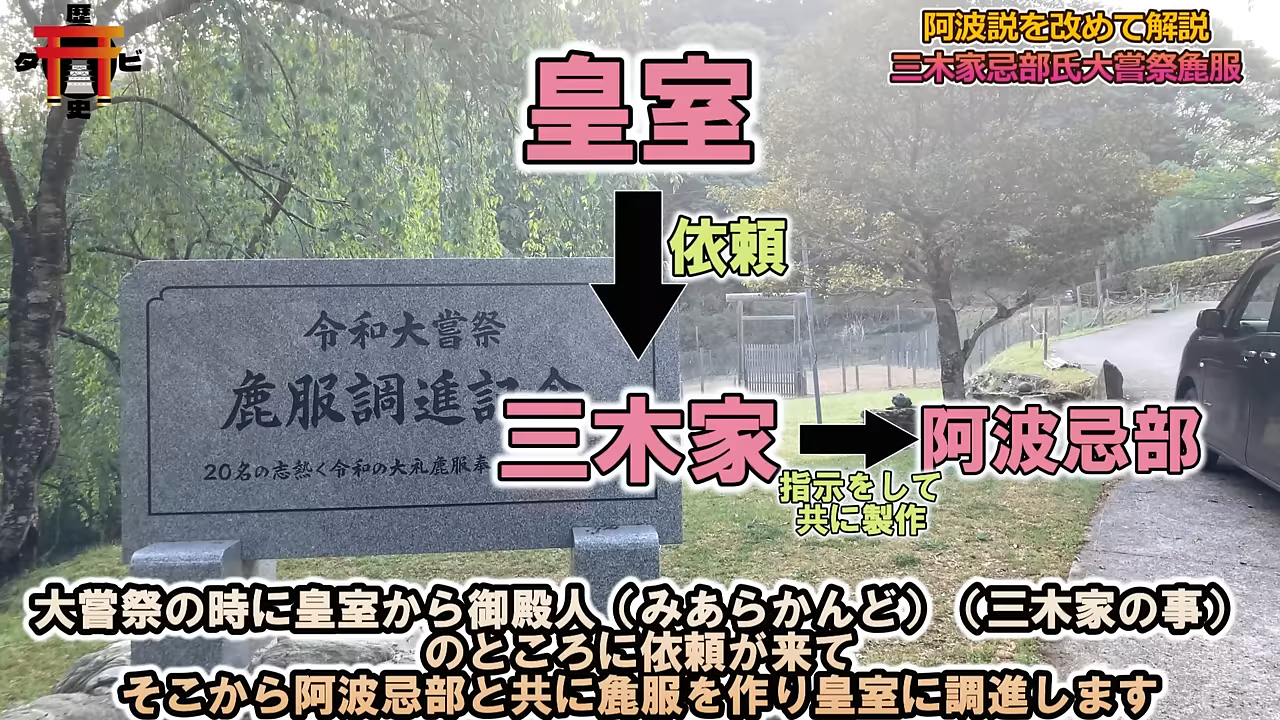 歴
タビ
史
阿波説を改めて解説
三木家忌部氏大嘗祭麁服
皇室
依頼
令和大嘗祭
麁服調進記念
20名の志熱く令和の大礼麁服奉
三木家
阿波忌部
指示をして
共に製作
大嘗祭の時に皇室から御殿人（みあらかんど）（三木家の事）
のところに依頼が来て
そこから阿波忌部と共に麁服を作り皇室に調進します